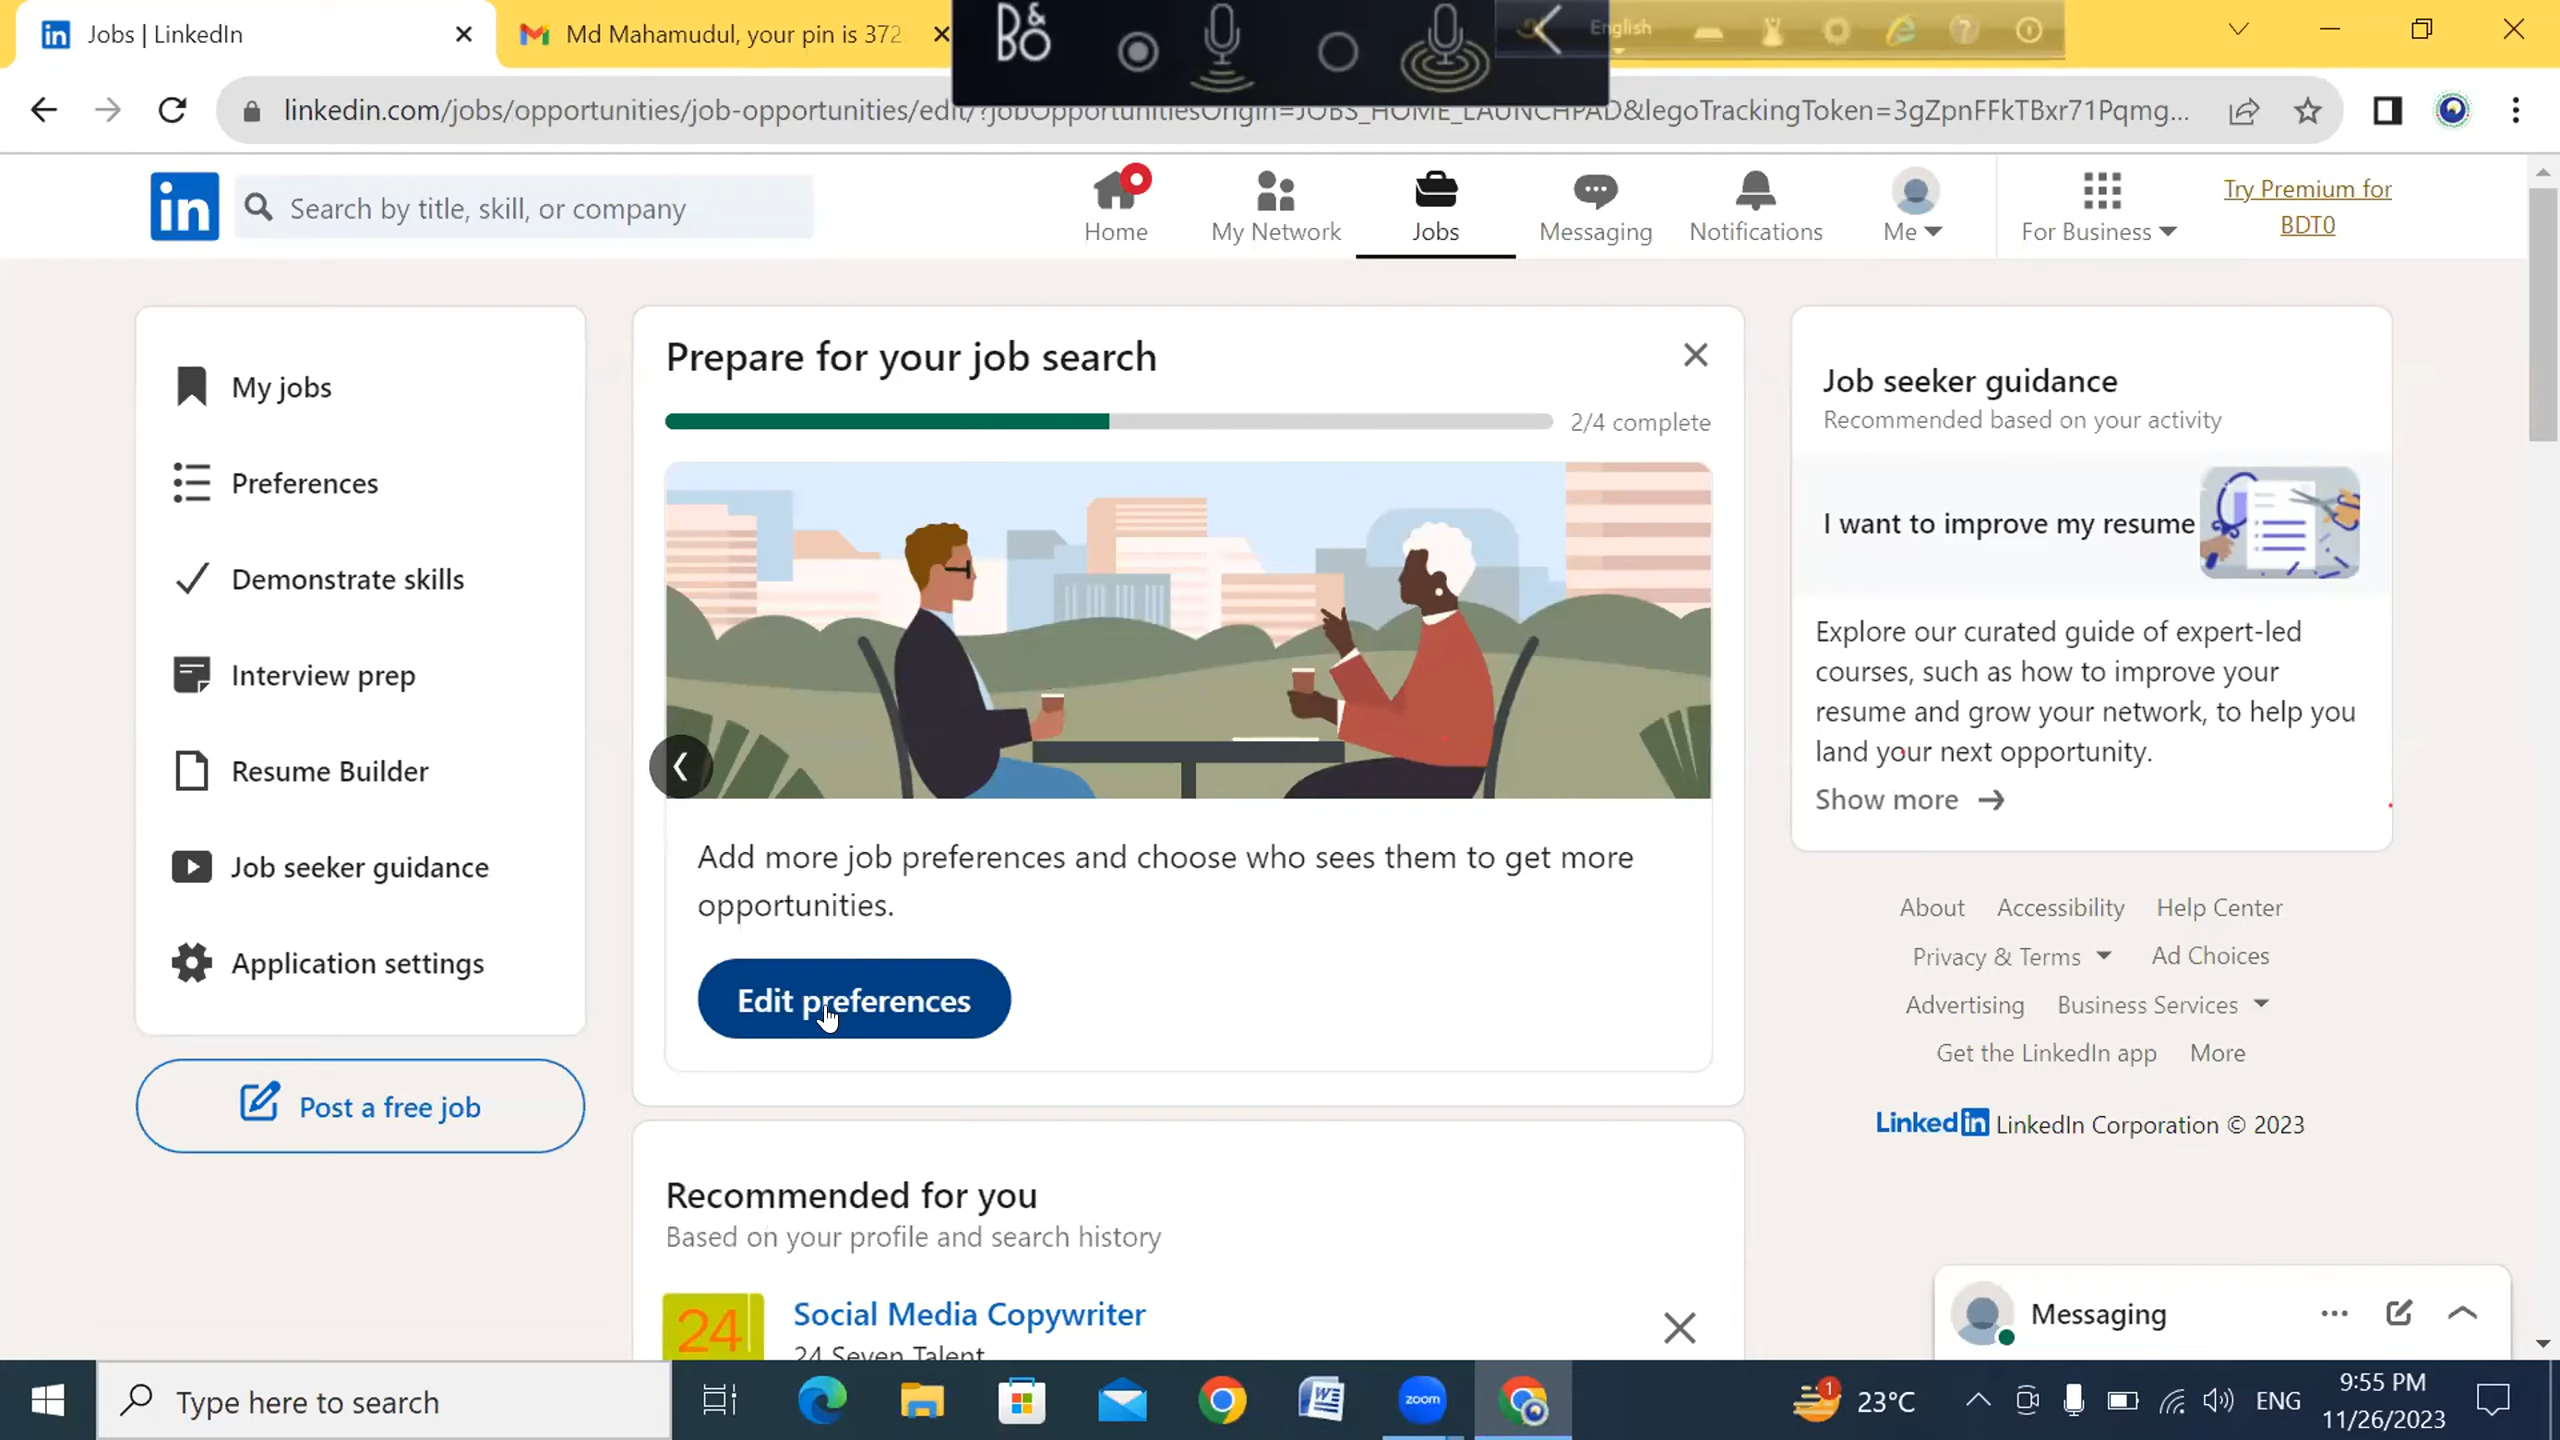 Jobs | LinkedIn
Md Mahamudul, your pin is 372
B&O
English
linkedin.com/jobs/opportunities/job-opportunities/edit/?jobOpportunitiesOrigin=JOBS_HOME_LAUNCHPAD&legoTrackingToken=3gZpnFFkTBxr71Pqmg...
in
Search by title, skill, or company
Home
My Network
Jobs
Messaging
Notifications
Me
For Business
Try Premium for
BDT0
My jobs
Preferences
Demonstrate skills
Interview prep
Resume Builder
Job seeker guidance
Application settings
Post a free job
Prepare for your job search
2/4 complete
Add more job preferences and choose who sees them to get more
opportunities.
Edit preferences
Recommended for you
Based on your profile and search history
24
Social Media Copywriter
24 Seven Talent
Job seeker guidance
Recommended based on your activity
I want to improve my resume
Explore our curated guide of expert-led
courses, such as how to improve your
resume and grow your network, to help you
land your next opportunity.
Show more
About Accessibility Help Center
Privacy & Terms Ad Choices
Advertising Business Services
Get the LinkedIn app More
LinkedIn LinkedIn Corporation © 2023
Messaging
Type here to search
zoom
1
23°C
ENG
9:55 PM
11/26/2023